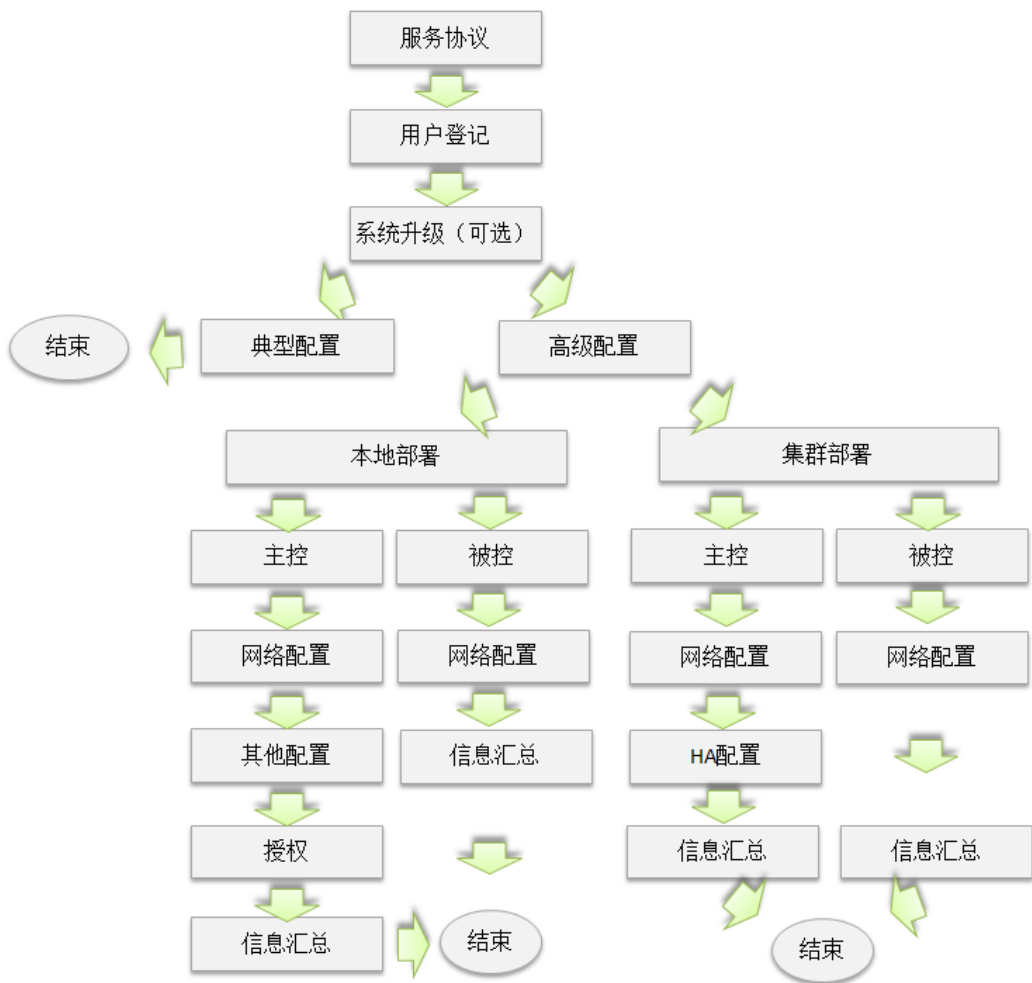 服务协议
用户登记
系统升级（可选）
结束
典型配置
高级配置
本地部署
集群部署
主控
被控
主控
被控
网络配置
网络配置
网络配置
网络配置
其他配置
信息汇总
HA配置
授权
信息汇总
信息汇总
信息汇总
结束
结束